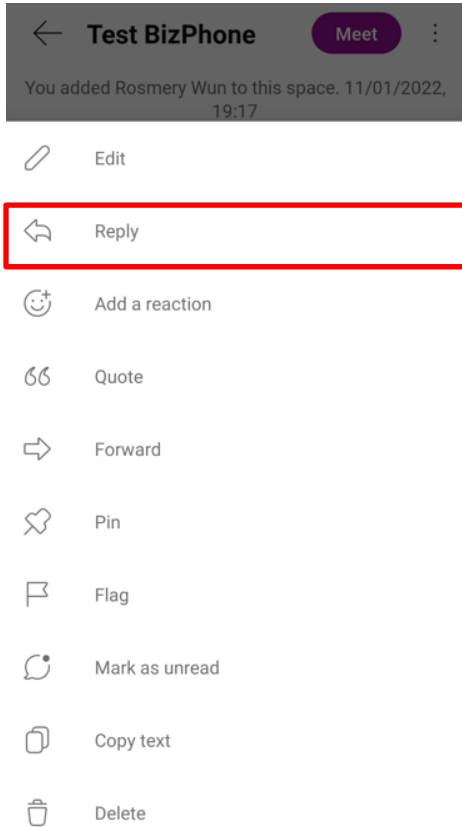 Test BizPhone
Meet
You added Rosmery Wun to this space. 11/01/2022,
19:17
Edit
Reply
Add a reaction
Quote
Forward
Pin
Flag
Mark as unread
Copy text
Delete